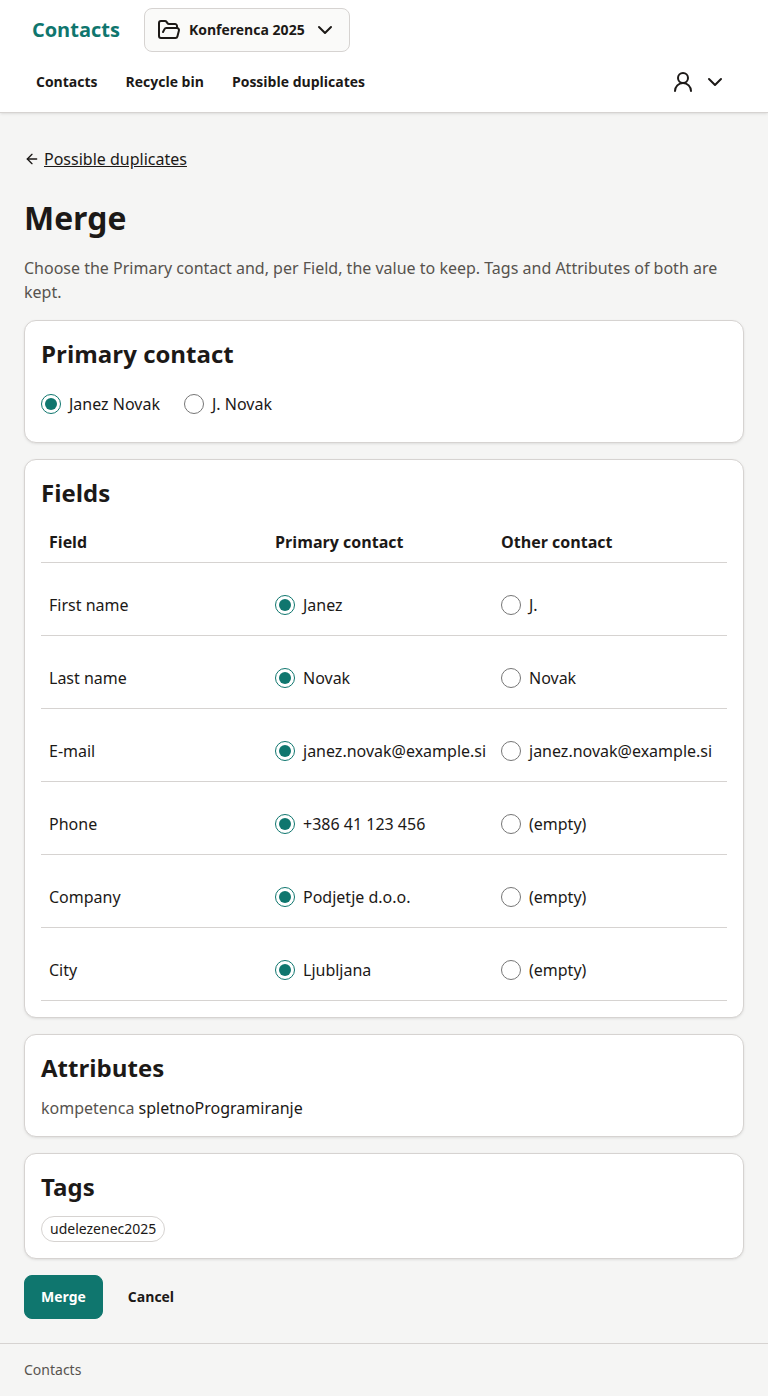 Contacts
Konferenca 2025
Contacts Recycle bin Possible duplicates
Possible duplicates
Merge
Choose the Primary contact and, per Field, the value to keep. Tags and Attributes of both are
kept.
Primary contact
Janez Novak J. Novak
Fields
Field Primary contact Other contact
First name Janez J.
Last name Novak Novak
E-mail janez.novak@example.si janez.novak@example.si
Phone +386 41 123 456 (empty)
Company Podjetje d.o.o. (empty)
City Ljubljana (empty)
Attributes
kompetenca spletnoProgramiranje
Tags
udelezenec2025
Merge Cancel
Contacts